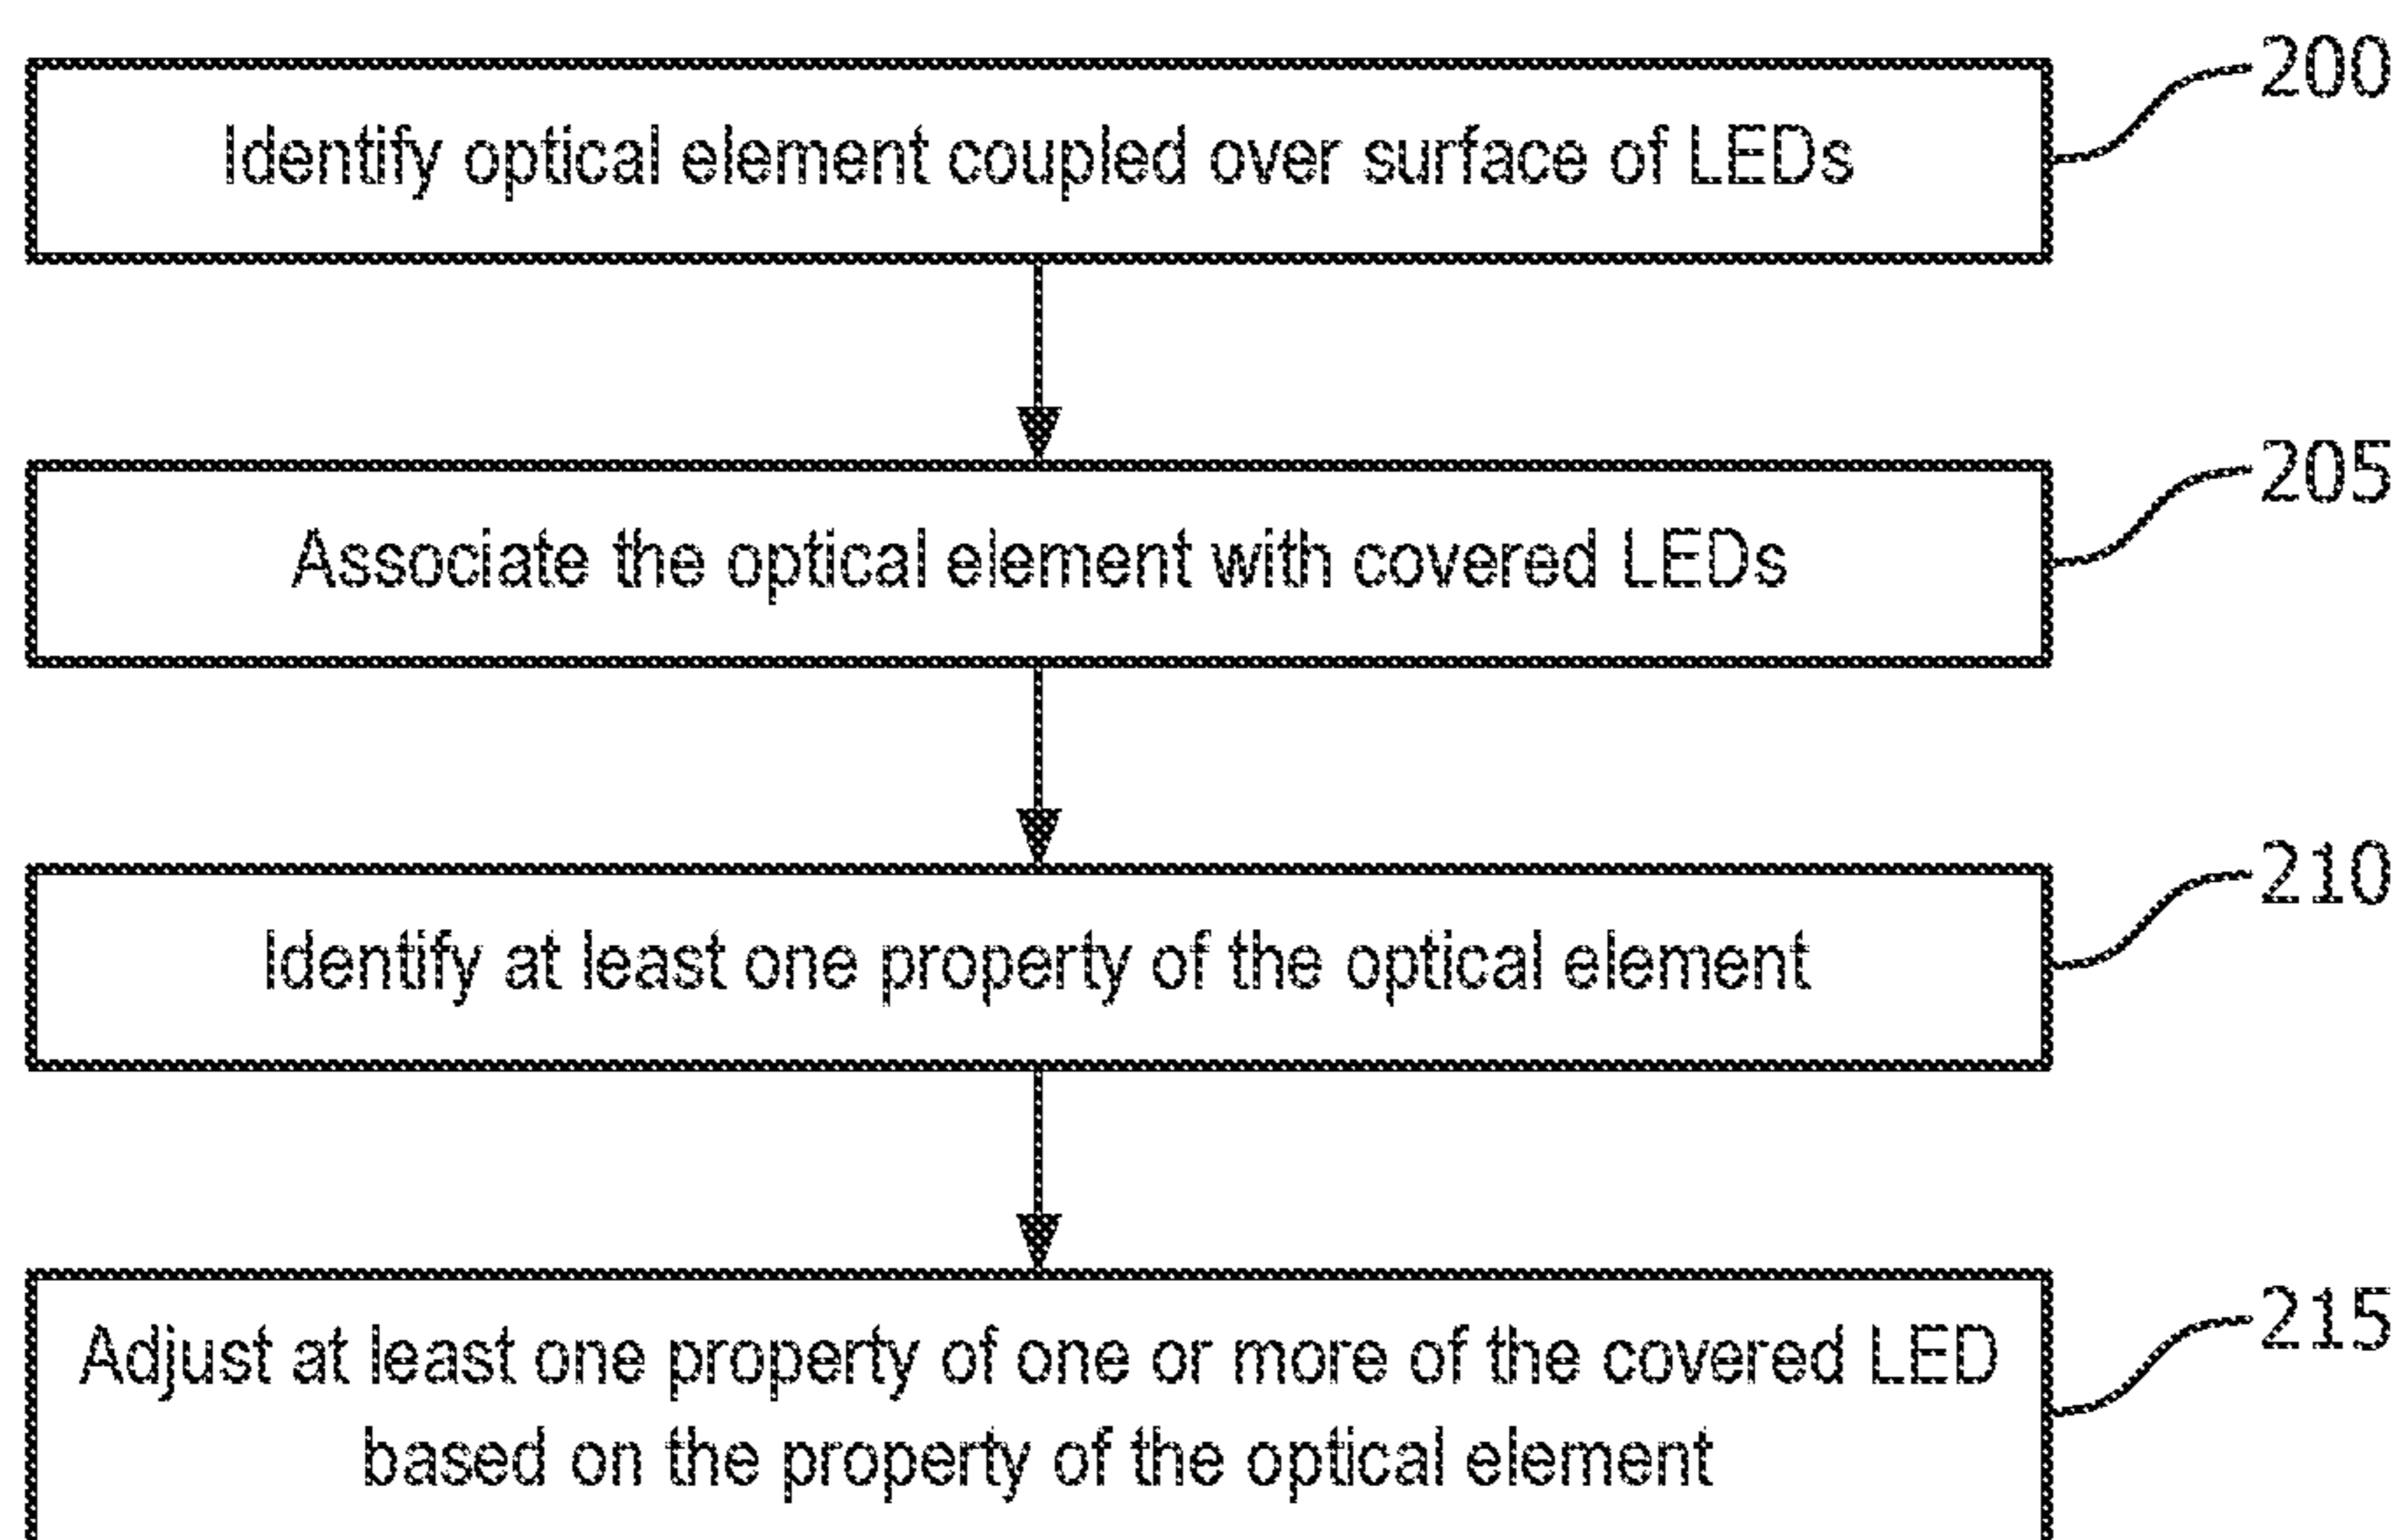 200
Identify optical element coupled over surface of LEDs
205
Associate the optical element with covered LEDs
210
Identify at least one property of the optical element
215
Adjust at least one property of one or more of the covered LED
based on the property of the optical element